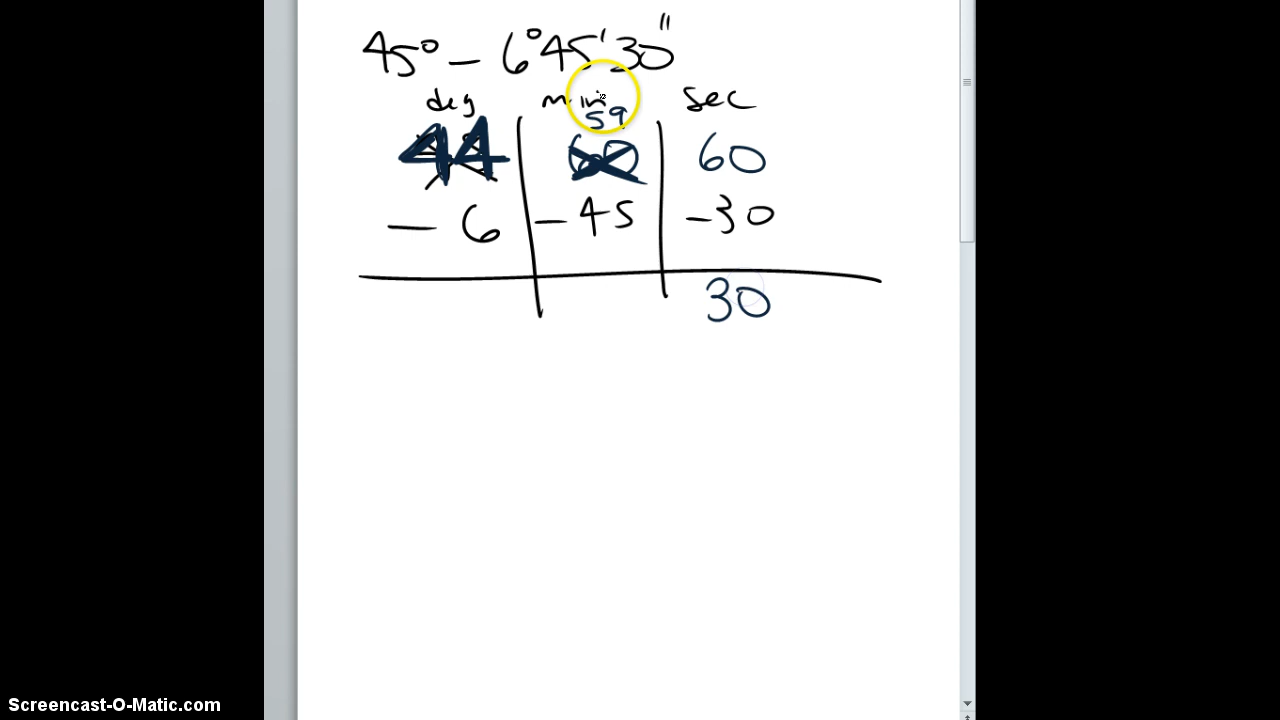 45° – 6°45'30"
deg min sec
59
44 60 60
– 6 – 45 – 30
30
Screencast-O-Matic.com